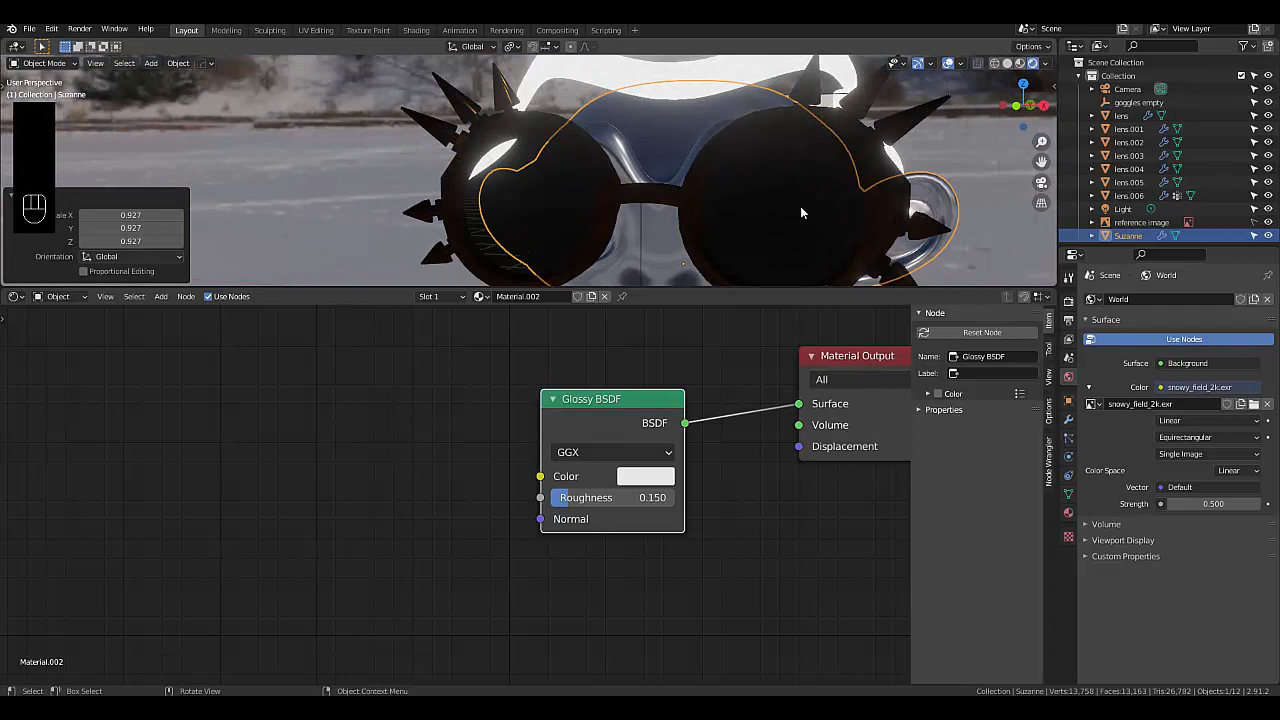 File Edit Render Window Help Layout Modeling Sculpting UV Editing Texture Paint Shading Animation Rendering Compositing Scripting + Scene View Layer
Global Options
Object Mode View Select Add Object
User Perspective
(1) Collection | Suzanne
Scene Collection
Collection
Camera
goggles empty
lens
lens.001
lens.002
lens.003
lens.004
lens.005
lens.006
Light
reference image
Suzanne
X 0.927
Y 0.927
Z 0.927
Orientation Global
Proportional Editing
Scene World
World
Surface
Use Nodes
Surface Background
Color snowy_field_2k.exr
snowy_field_2k.exr
Linear
Equirectangular
Single Image
Color Space Linear
Vector Default
Strength 0.500
Volume
Viewport Display
Custom Properties
Object View Select Add Node Use Nodes Slot 1 Material.002
Node
Reset Node
Name: Glossy BSDF
Label:
Color
Properties
Item
Tool
View
Options
Node Wrangler
Material Output
All
Surface
Volume
Displacement
Glossy BSDF
BSDF
GGX
Color
Roughness 0.150
Normal
Material.002
Select Box Select Rotate View Object Context Menu Collection | Suzanne | Verts:13,758 | Faces:13,163 | Tris:26,782 | Objects:1/12 | 2.91.2